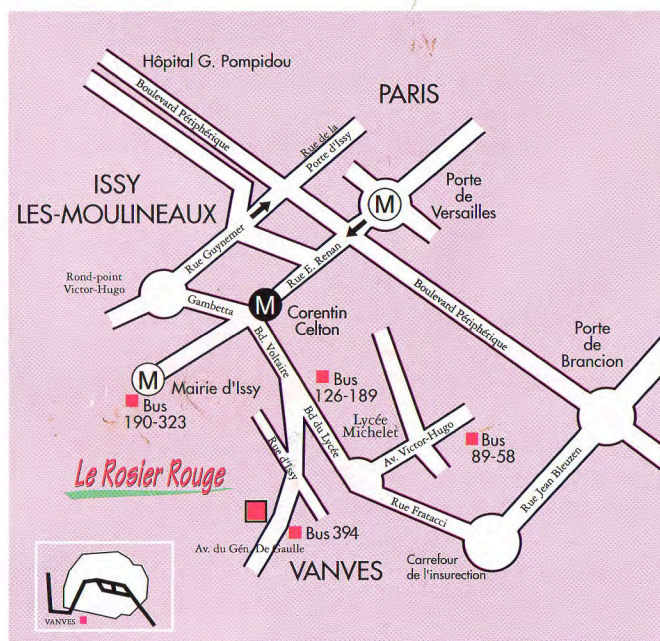 Hôpital G. Pompidou
Boulevard Périphérique
PARIS
Rue de la
Porte d'Issy
ISSY
LES-MOULINEAUX
M
Porte
de
Versailles
Rue Guynemer
Rue E. Renan
Rond-point
Victor-Hugo
Gambetta
M
Corentin
Celton
Boulevard Périphérique
Porte
de
Brancion
Bd. Voltaire
M
Mairie d'Issy
Bus
190-323
Bus
126-189
Bd du Lycée
Lycée
Michelet
Av. Victor-Hugo
Bus
89-58
Rue d'Issy
Le Rosier Rouge
Rue Jean Bleuzen
Rue Fratacci
Bus 394
Av. du Gén. De Gaulle
VANVES
Carrefour
de l'insurection
VANVES